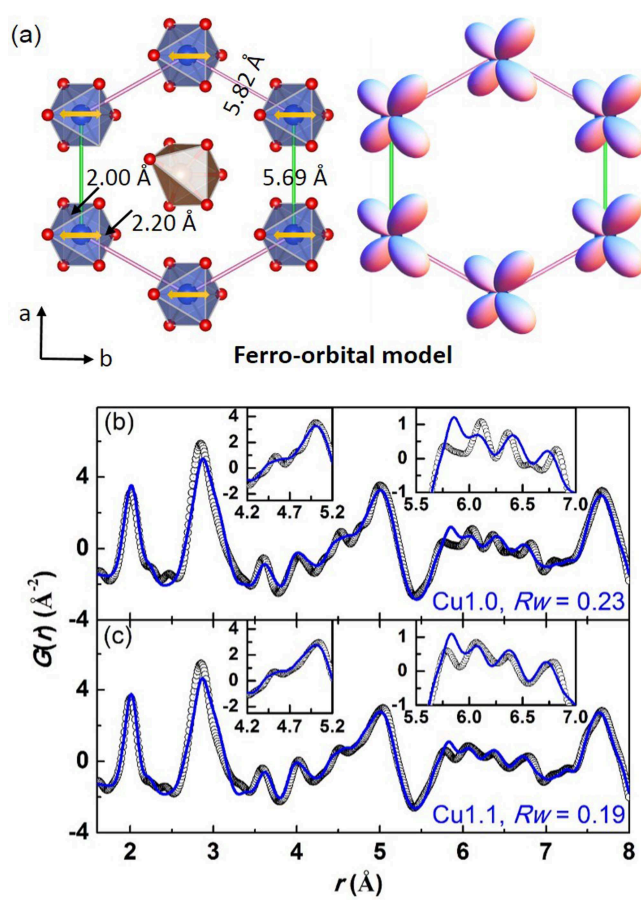 (a)
5.82 Å
2.00 Å
5.69 Å
2.20 Å
a
b
Ferro-orbital model
(b)
4
2
0
-2
4.2 4.7 5.2
1
0
-1
5.5 6.0 6.5 7.0
4
0
-4
Cu1.0, Rw = 0.23
G(r) (Å-2)
(c)
4
2
0
-2
4.2 4.7 5.2
1
0
-1
5.5 6.0 6.5 7.0
4
0
-4
Cu1.1, Rw = 0.19
2 3 4 5 6 7 8
r (Å)